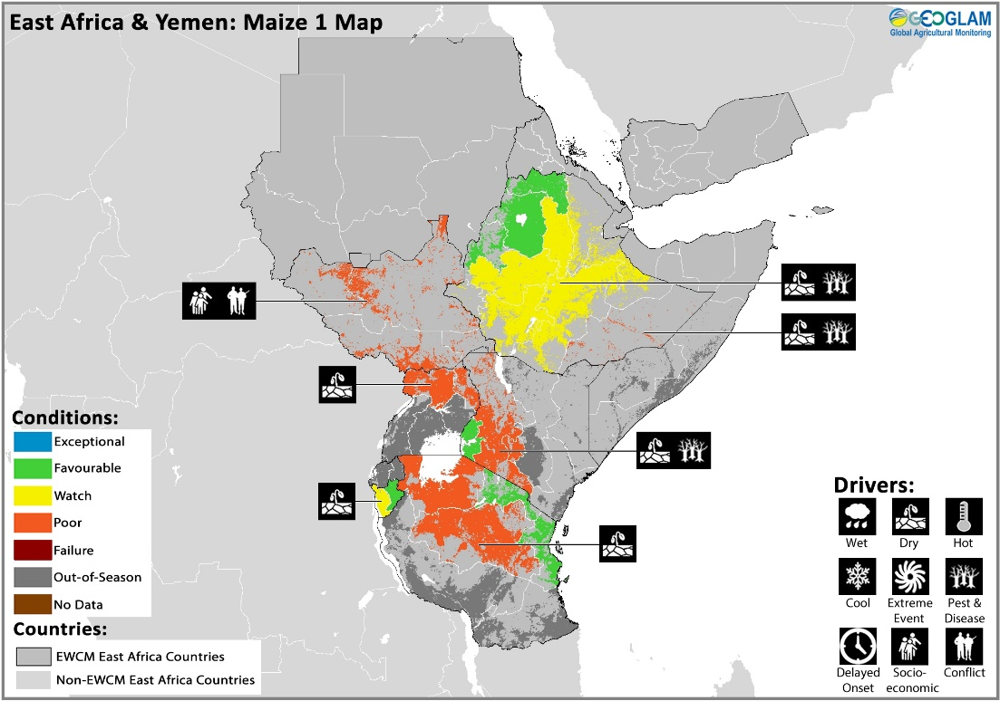 East Africa & Yemen: Maize 1 Map
GEOGLAM
Global Agricultural Monitoring
Conditions:
Exceptional
Favourable
Watch
Poor
Failure
Out-of-Season
No Data
Countries:
EWCM East Africa Countries
Non-EWCM East Africa Countries
Drivers:
Wet
Dry
Hot
Cool
Extreme
Event
Pest &
Disease
Delayed
Onset
Socio-
economic
Conflict